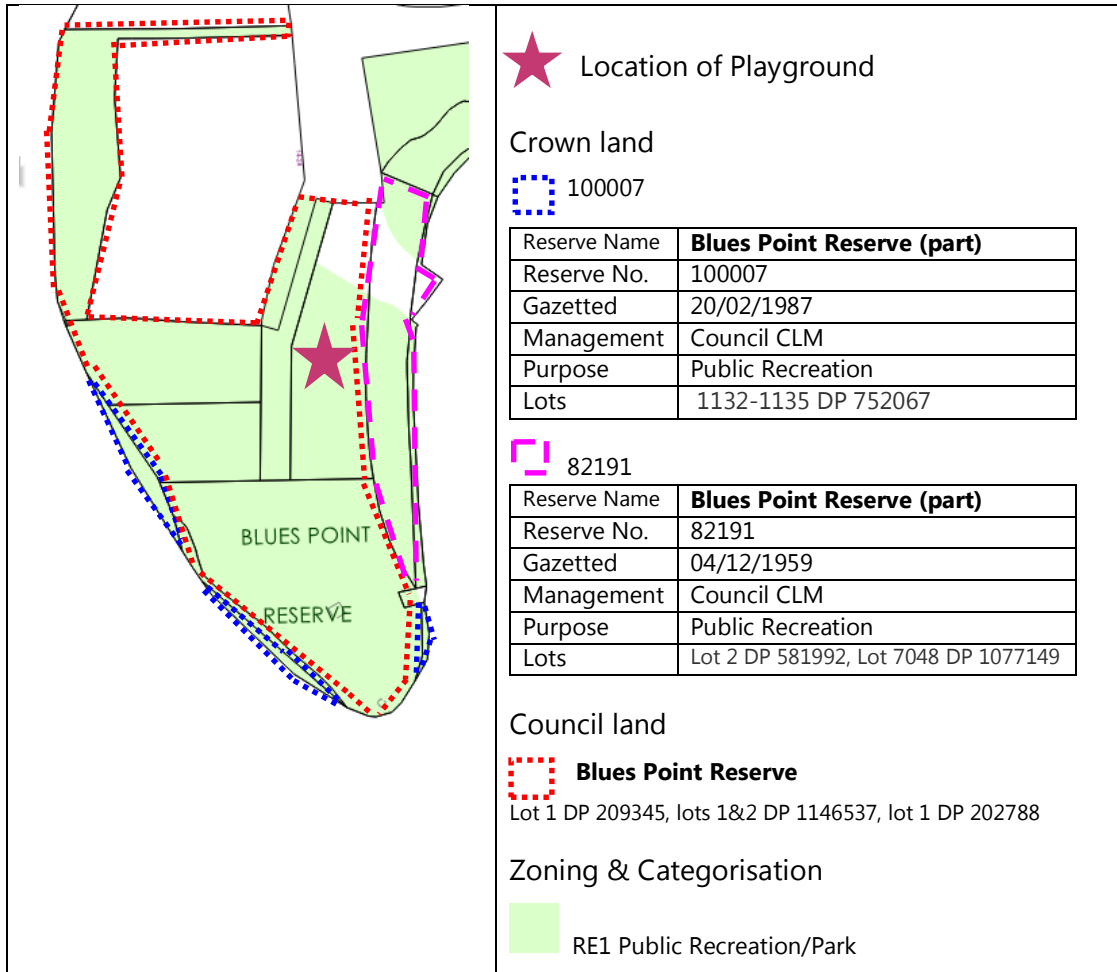 BLUES POINT
RESERVE
Location of Playground
Crown land
100007
Reserve Name Blues Point Reserve (part)
Reserve No. 100007
Gazetted 20/02/1987
Management Council CLM
Purpose Public Recreation
Lots 1132-1135 DP 752067
82191
Reserve Name Blues Point Reserve (part)
Reserve No. 82191
Gazetted 04/12/1959
Management Council CLM
Purpose Public Recreation
Lots Lot 2 DP 581992, Lot 7048 DP 1077149
Council land
Blues Point Reserve
Lot 1 DP 209345, lots 1&2 DP 1146537, lot 1 DP 202788
Zoning & Categorisation
RE1 Public Recreation/Park